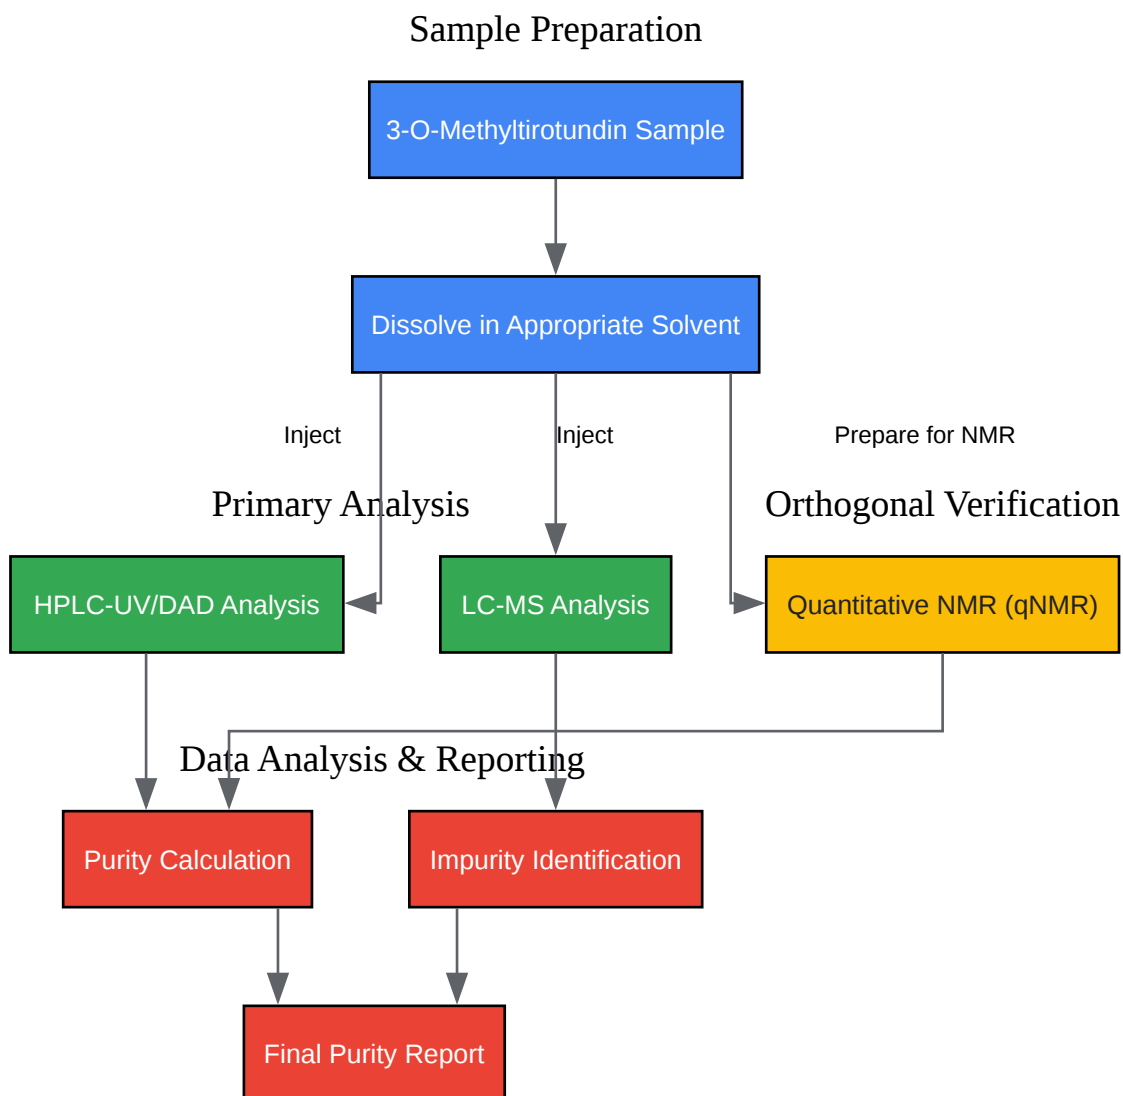 Sample Preparation
3-O-Methyltirotundin Sample
Dissolve in Appropriate Solvent
Inject
Inject
Prepare for NMR
Primary Analysis
Orthogonal Verification
HPLC-UV/DAD Analysis
LC-MS Analysis
Quantitative NMR (qNMR)
Data Analysis & Reporting
Purity Calculation
Impurity Identification
Final Purity Report